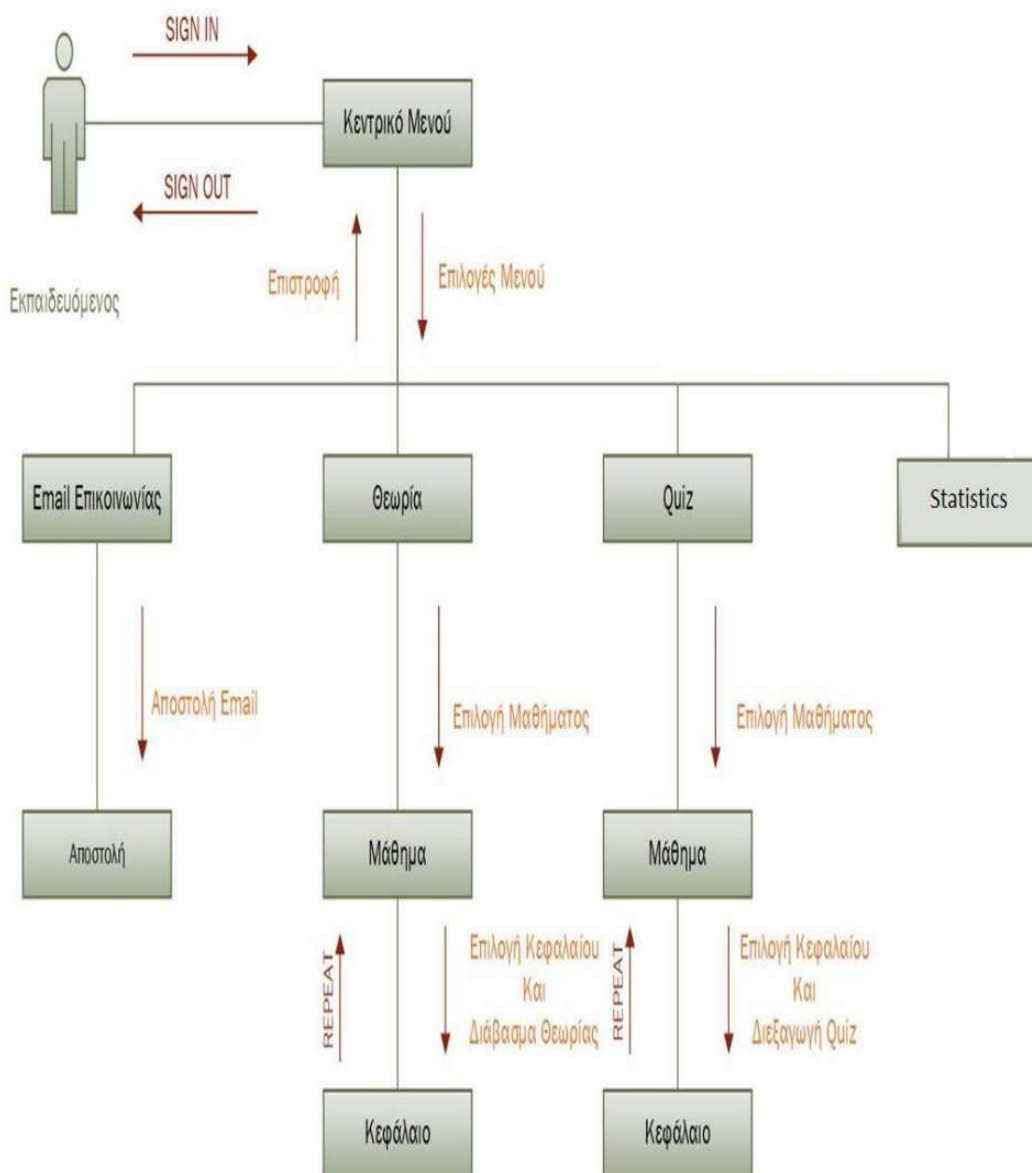 SIGN IN
Κεντρικό Μενού
SIGN OUT
Εκπαιδευόμενος
Επιστροφή
Επιλογές Μενού
Email Επικοινωνίας
Θεωρία
Quiz
Statistics
Αποστολή Email
Επιλογή Μαθήματος
Επιλογή Μαθήματος
Αποστολή
Μάθημα
Μάθημα
REPEAT
Επιλογή Κεφαλαίου
Και
Διάβασμα Θεωρίας
REPEAT
Επιλογή Κεφαλαίου
Και
Διεξαγωγή Quiz
Κεφάλαιο
Κεφάλαιο